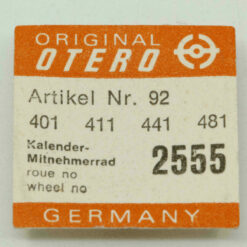 ORIGINAL
OTERO
Artikel Nr. 92
401 411 441 481
Kalender-
Mitnehmerrad
roue no
wheel no
2555
GERMANY